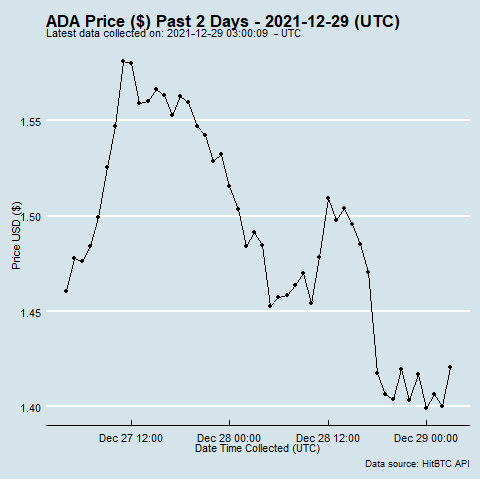 ADA Price ($) Past 2 Days - 2021-12-29 (UTC)
Latest data collected on: 2021-12-29 03:00:09 - UTC
1.55
1.50
1.45
1.40
Price USD ($)
Dec 27 12:00
Dec 28 00:00
Dec 28 12:00
Dec 29 00:00
Date Time Collected (UTC)
Data source: HitBTC API